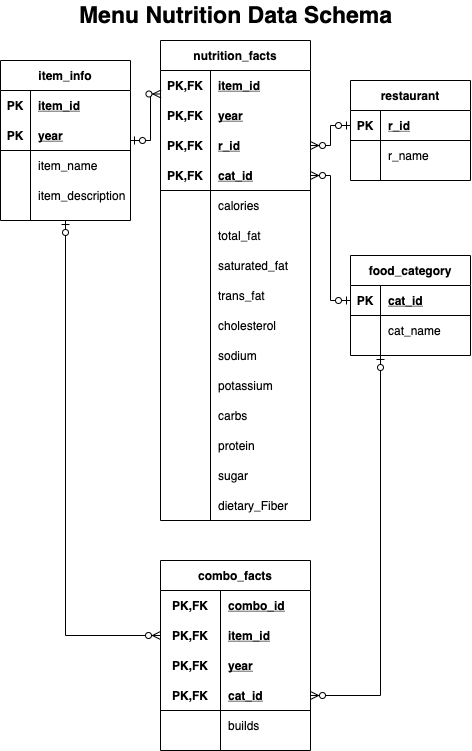 Menu Nutrition Data Schema
item_info
PK item_id
PK year
item_name
item_description
nutrition_facts
PK,FK item_id
PK,FK year
PK,FK r_id
PK,FK cat_id
calories
total_fat
saturated_fat
trans_fat
cholesterol
sodium
potassium
carbs
protein
sugar
dietary_Fiber
restaurant
PK r_id
r_name
food_category
PK cat_id
cat_name
combo_facts
PK,FK combo_id
PK,FK item_id
PK,FK year
PK,FK cat_id
builds